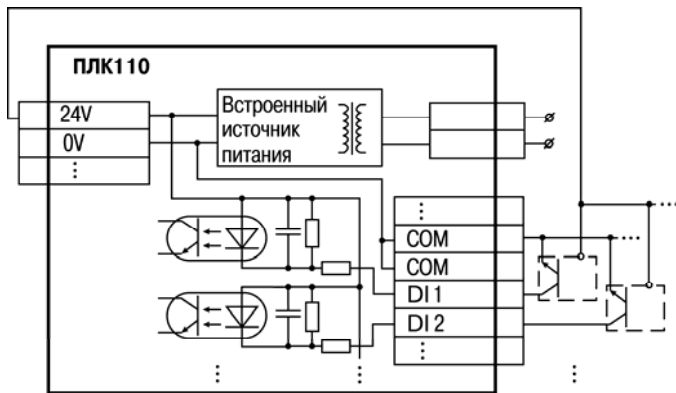 ПЛК110
24V
0V
⋮
Встроенный
источник
питания
⋮
COM
COM
DI 1
DI 2
⋮